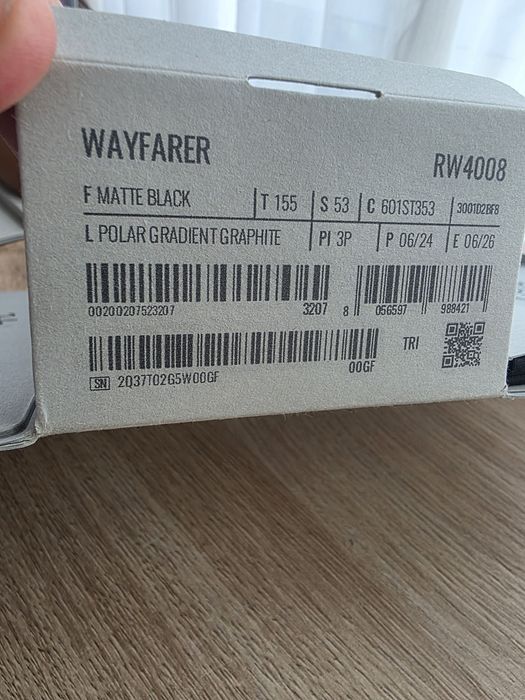 WAYFARER
RW4008
F MATTE BLACK T 155 S 53 C 601ST353 3001D2BF8
L POLAR GRADIENT GRAPHITE PI 3P P 06/24 E 06/26
00200207523207 3207 8 056597 988421
00GF TRI
SN 2Q37T02G5W00GF